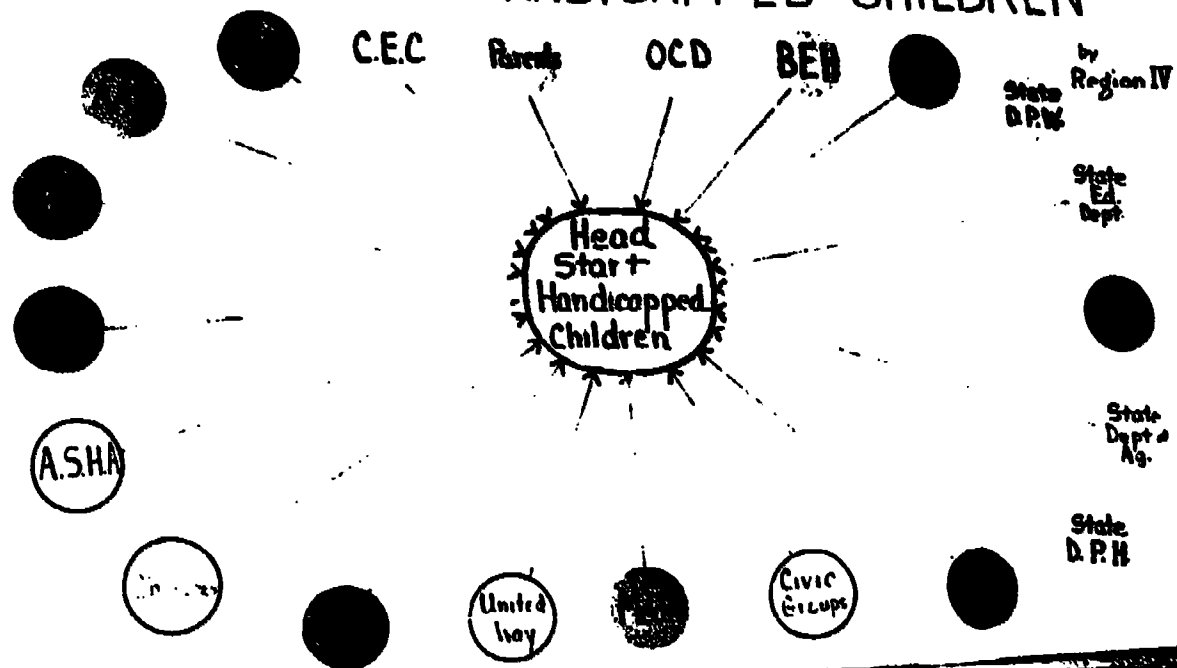 CHILDREN
C.E.C
Parents
OCD
BEH
by
Region IV
State
D.P.W.
State
Ed.
Dept.
Head
Start
Handicapped
Children
State
Dept of
Ag.
A.S.H.A
State
D.P.H.
United
Way
Civic
Groups